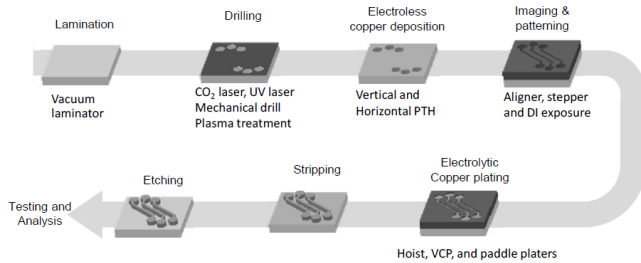 Lamination
Drilling
Electroless
copper deposition
Imaging &
patterning
Vacuum
laminator
CO₂ laser, UV laser
Mechanical drill
Plasma treatment
Vertical and
Horizontal PTH
Aligner, stepper
and DI exposure
Testing and
Analysis
Etching
Stripping
Electrolytic
Copper plating
Hoist, VCP, and paddle platers